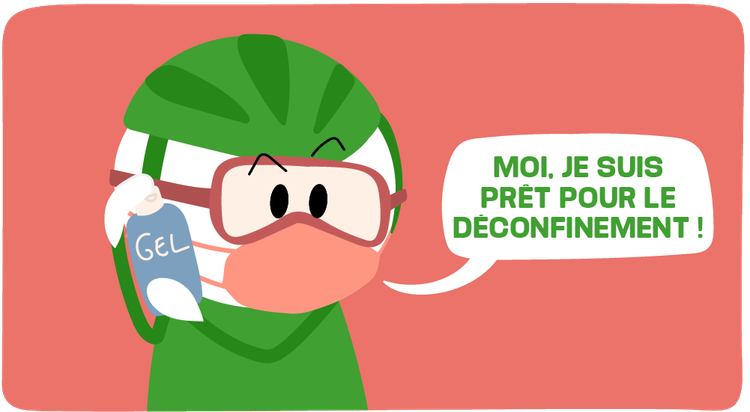 GEL
MOI, JE SUIS
PRÊT POUR LE
DÉCONFINEMENT !